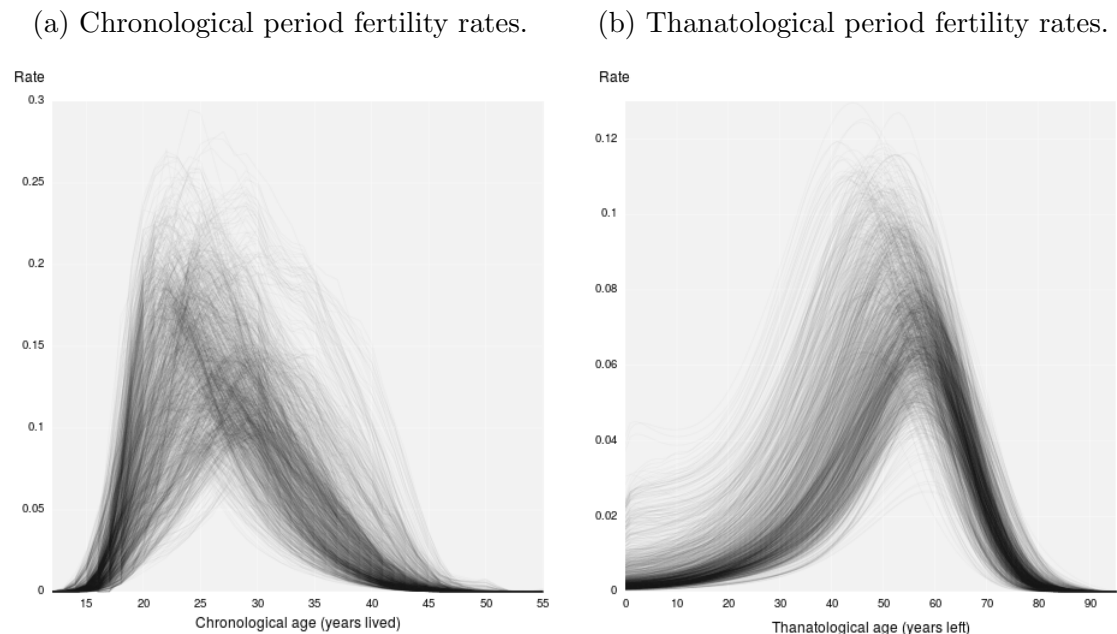 (a) Chronological period fertility rates.
(b) Thanatological period fertility rates.
Rate
0.3
0.25
0.2
0.15
0.1
0.05
0
15 20 25 30 35 40 45 50 55
Chronological age (years lived)
Rate
0.12
0.1
0.08
0.06
0.04
0.02
0
0 10 20 30 40 50 60 70 80 90
Thanatological age (years left)